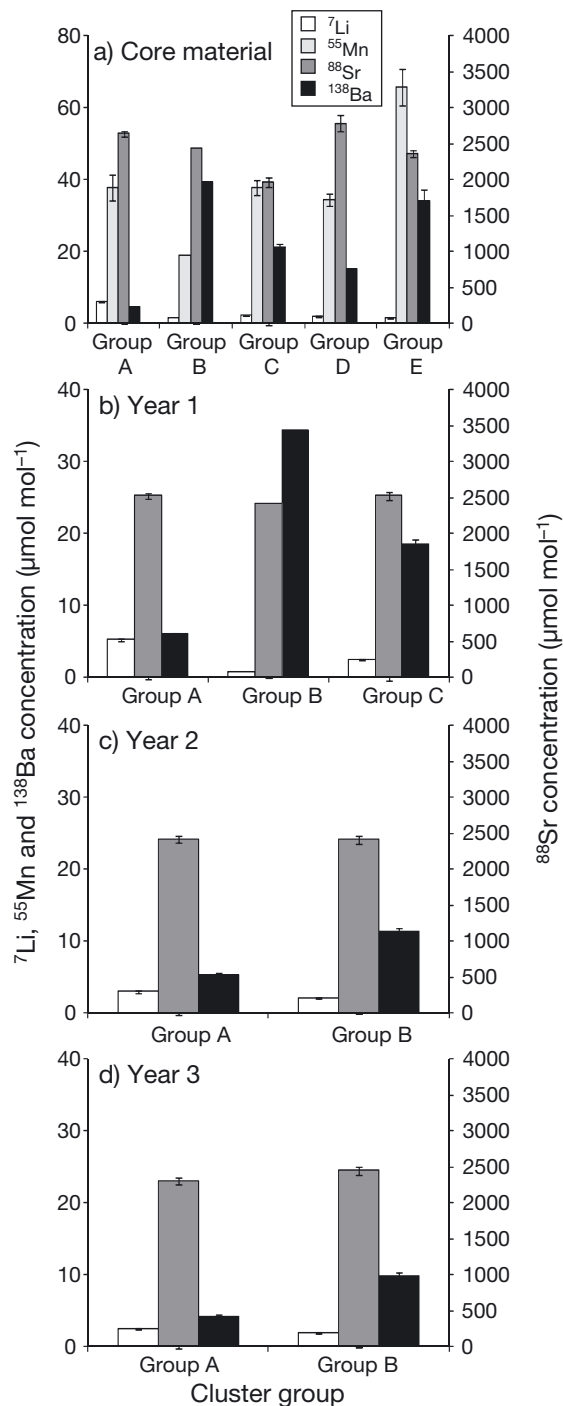 ⁷Li
⁵⁵Mn
⁸⁸Sr
¹³⁸Ba
a) Core material
80
60
40
20
0
4000
3500
3000
2500
2000
1500
1000
500
0
Group A
Group B
Group C
Group D
Group E
b) Year 1
40
30
20
10
0
4000
3500
3000
2500
2000
1500
1000
500
0
Group A
Group B
Group C
c) Year 2
40
30
20
10
0
4000
3500
3000
2500
2000
1500
1000
500
0
Group A
Group B
d) Year 3
40
30
20
10
0
4000
3500
3000
2500
2000
1500
1000
500
0
Group A
Group B
Cluster group
⁷Li, ⁵⁵Mn and ¹³⁸Ba concentration (µmol mol⁻¹)
⁸⁸Sr concentration (µmol mol⁻¹)